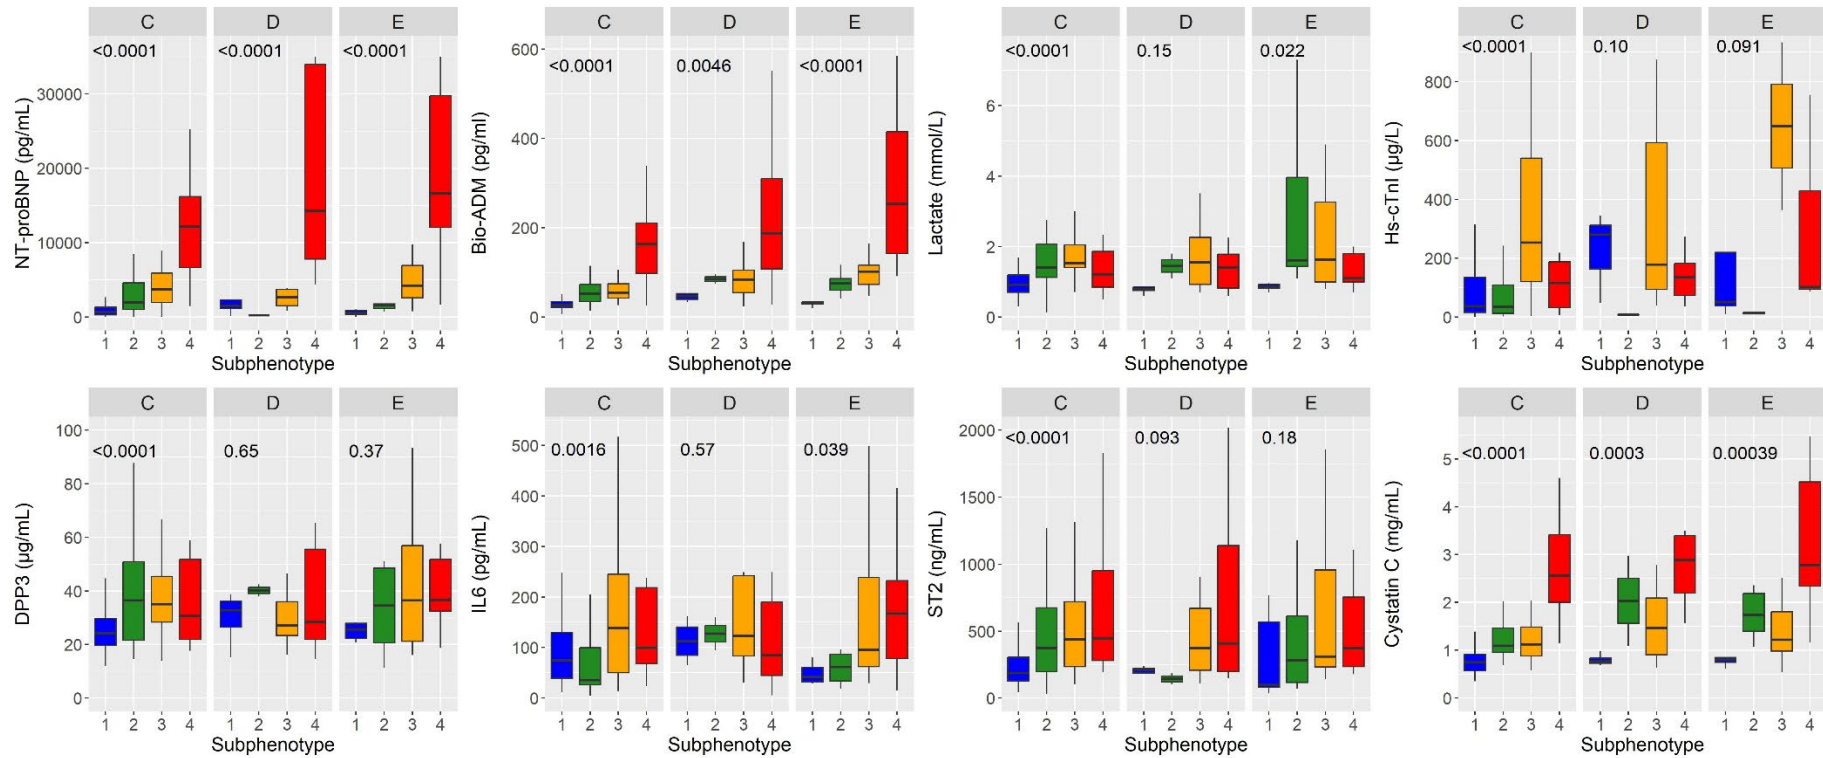 C D E
<0.0001 <0.0001 <0.0001
NT-proBNP (pg/mL)
30000
20000
10000
0
1 2 3 4 1 2 3 4 1 2 3 4
Subphenotype
C D E
<0.0001 0.0046 <0.0001
Bio-ADM (pg/ml)
600
400
200
0
1 2 3 4 1 2 3 4 1 2 3 4
Subphenotype
C D E
<0.0001 0.15 0.022
Lactate (mmol/L)
6
4
2
0
1 2 3 4 1 2 3 4 1 2 3 4
Subphenotype
C D E
<0.0001 0.10 0.091
Hs-cTnI (µg/L)
800
600
400
200
0
1 2 3 4 1 2 3 4 1 2 3 4
Subphenotype
C D E
<0.0001 0.65 0.37
DPP3 (µg/mL)
100
80
60
40
20
0
1 2 3 4 1 2 3 4 1 2 3 4
Subphenotype
C D E
0.0016 0.57 0.039
IL6 (pg/mL)
500
400
300
200
100
0
1 2 3 4 1 2 3 4 1 2 3 4
Subphenotype
C D E
<0.0001 0.093 0.18
ST2 (ng/mL)
2000
1500
1000
500
0
1 2 3 4 1 2 3 4 1 2 3 4
Subphenotype
C D E
<0.0001 0.0003 0.00039
Cystatin C (mg/mL)
5
4
3
2
1
0
1 2 3 4 1 2 3 4 1 2 3 4
Subphenotype